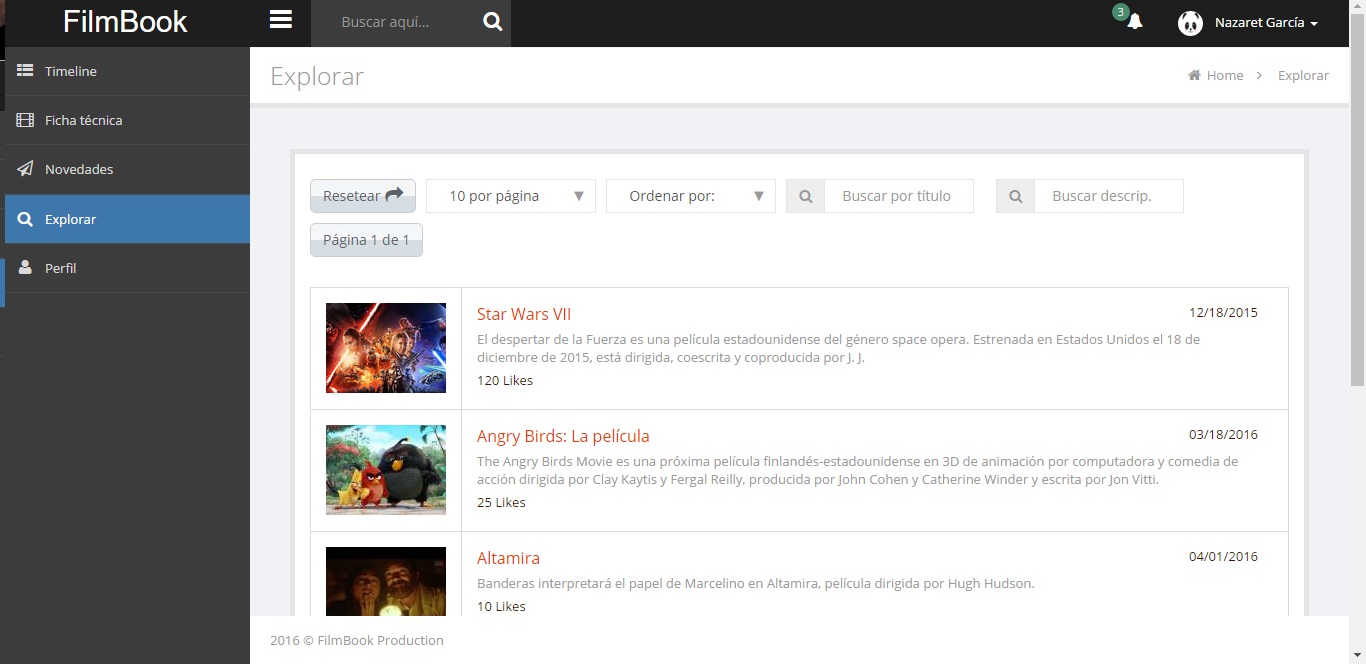 FilmBook
Buscar aquí...
3
Nazaret García
Timeline
Ficha técnica
Novedades
Explorar
Perfil
Explorar
Home
Explorar
Resetear
10 por página
Ordenar por:
Buscar por título
Buscar descrip.
Página 1 de 1
Star Wars VII
12/18/2015
El despertar de la Fuerza es una película estadounidense del género space opera. Estrenada en Estados Unidos el 18 de
diciembre de 2015, está dirigida, coescrita y coproducida por J. J.
120 Likes
Angry Birds: La película
03/18/2016
The Angry Birds Movie es una próxima película finlandés-estadounidense en 3D de animación por computadora y comedia de
acción dirigida por Clay Kaytis y Fergal Reilly, producida por John Cohen y Catherine Winder y escrita por Jon Vitti.
25 Likes
Altamira
04/01/2016
Banderas interpretará el papel de Marcelino en Altamira, película dirigida por Hugh Hudson.
10 Likes
2016 © FilmBook Production